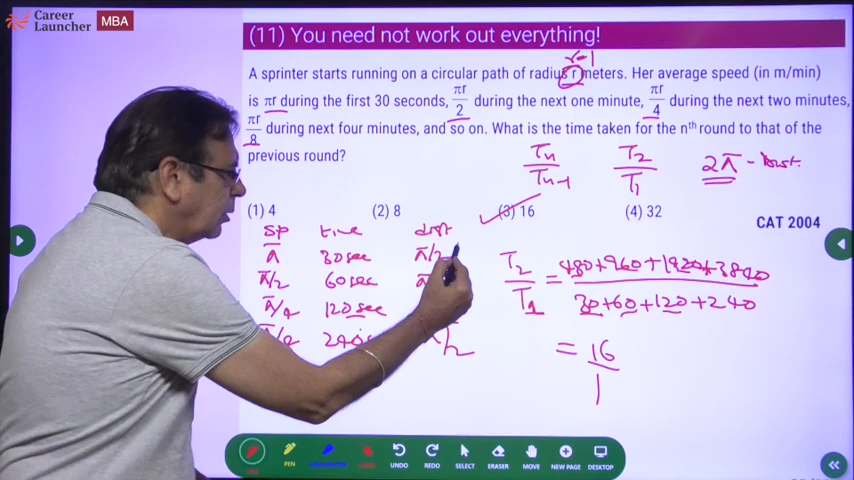 Career Launcher MBA
(11) You need not work out everything!
r=1
A sprinter starts running on a circular path of radius r meters. Her average speed (in m/min)
is πr during the first 30 seconds, πr/2 during the next one minute, πr/4 during the next two minutes,
πr/8 during next four minutes, and so on. What is the time taken for the nth round to that of the
previous round?
Tn/Tn-1 T2/T1 2π - Dist.
(1) 4 (2) 8 (3) 16 (4) 32
CAT 2004
Sp time dist
π 30sec π/2
π/2 60sec
π/4 120sec
240
T2/T1 = 480+960+1920+3840 / 30+60+120+240
= 16/1
PEN
UNDO
REDO
SELECT
ERASER
MOVE
NEW PAGE
DESKTOP